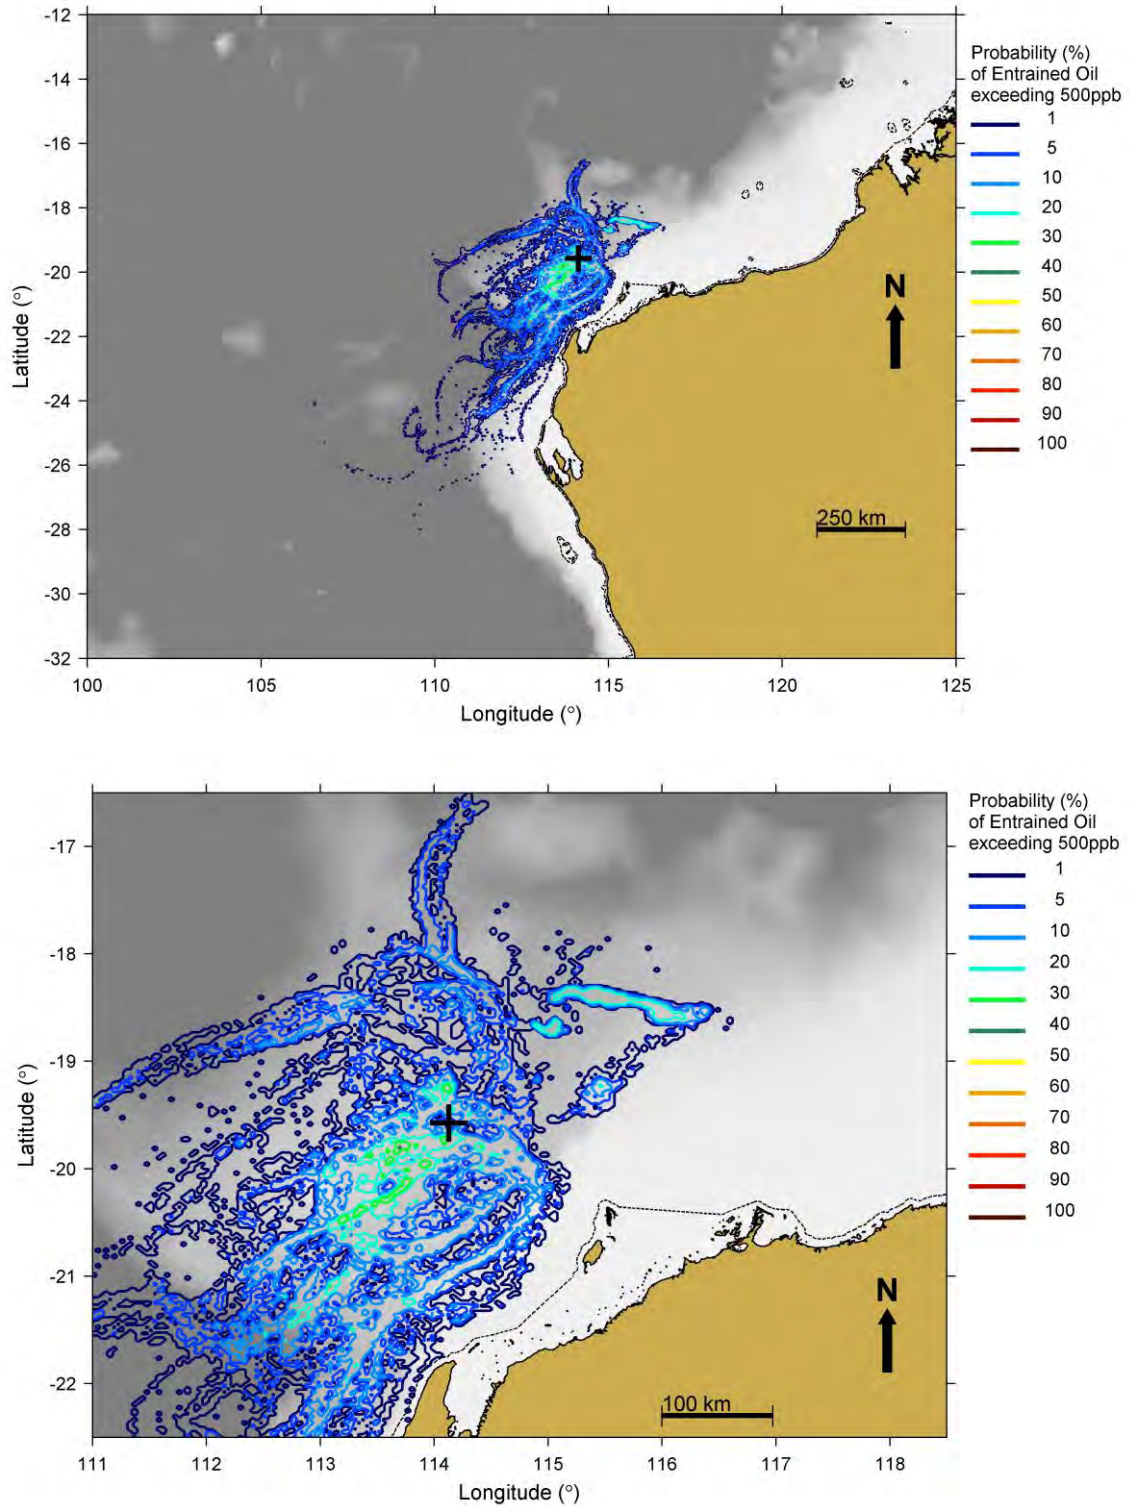 -12
-14
-16
-18
-20
-22
-24
-26
-28
-30
-32
Latitude (°)
100 105 110 115 120 125
Longitude (°)
N
250 km
Probability (%)
of Entrained Oil
exceeding 500ppb
1
5
10
20
30
40
50
60
70
80
90
100
-17
-18
-19
-20
-21
-22
Latitude (°)
111 112 113 114 115 116 117 118
Longitude (°)
N
100 km
Probability (%)
of Entrained Oil
exceeding 500ppb
1
5
10
20
30
40
50
60
70
80
90
100